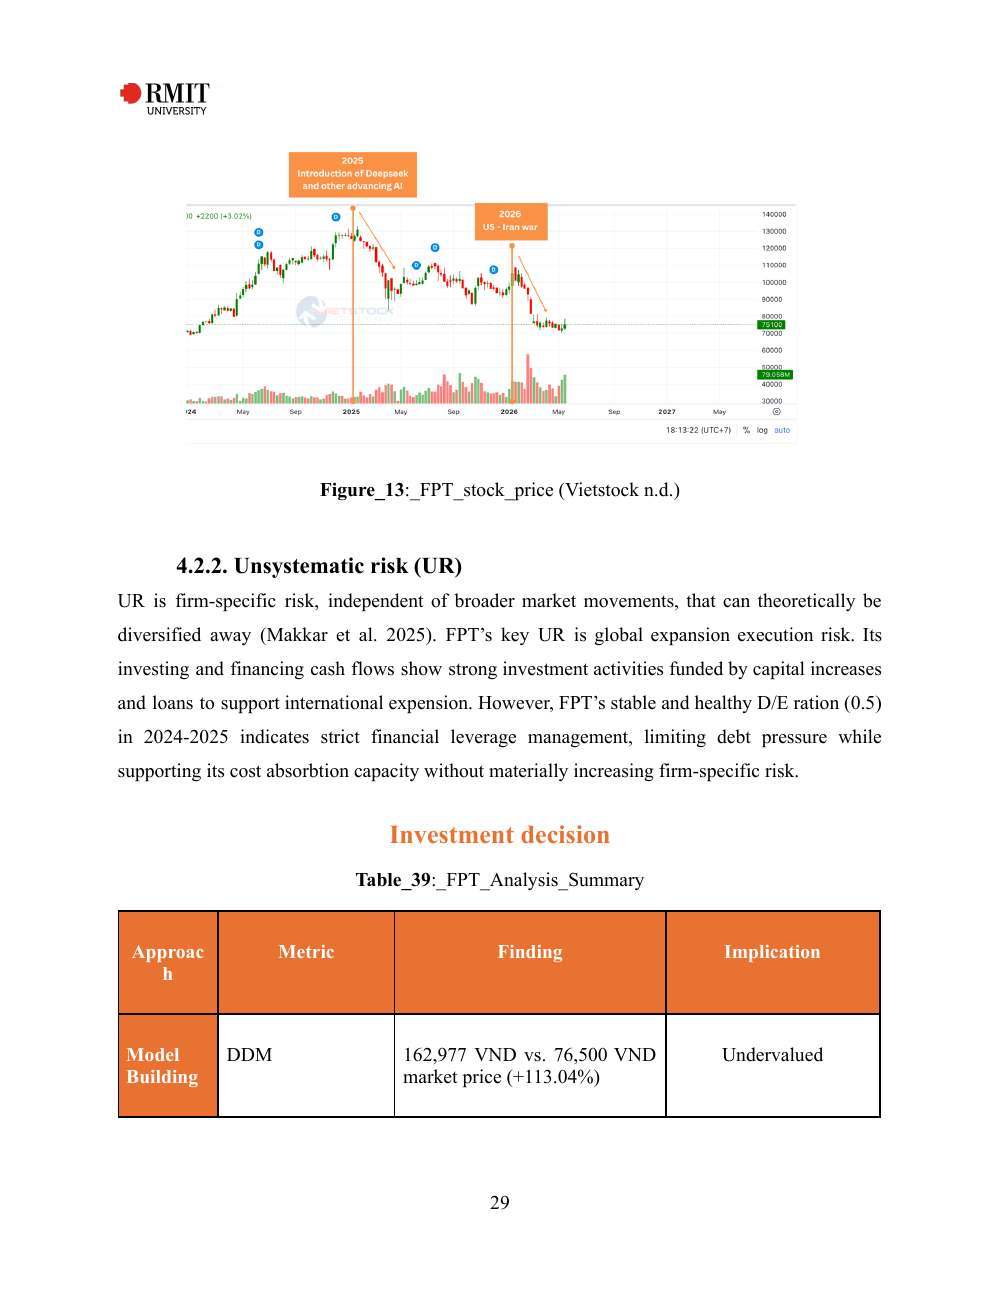 RMIT
UNIVERSITY
2025
Introduction of Deepseek
and other advancing AI
2026
US - Iran war
00 +2200 (+3.02%)
D
D
D
D
D
D
VIETSTOCK
140000
130000
120000
110000
100000
90000
80000
75100
70000
60000
50000
79.058M
40000
30000
May Sep 2025 May Sep 2026 May Sep 2027 May
18:13:22 (UTC+7) % log auto
Figure_13:_FPT_stock_price (Vietstock n.d.)
4.2.2. Unsystematic risk (UR)
UR is firm-specific risk, independent of broader market movements, that can theoretically be
diversified away (Makkar et al. 2025). FPT’s key UR is global expansion execution risk. Its
investing and financing cash flows show strong investment activities funded by capital increases
and loans to support international expension. However, FPT’s stable and healthy D/E ration (0.5)
in 2024-2025 indicates strict financial leverage management, limiting debt pressure while
supporting its cost absorbtion capacity without materially increasing firm-specific risk.
Investment decision
Table_39:_FPT_Analysis_Summary
Approac
h
Metric
Finding
Implication
Model
Building
DDM
162,977 VND vs. 76,500 VND
market price (+113.04%)
Undervalued
29